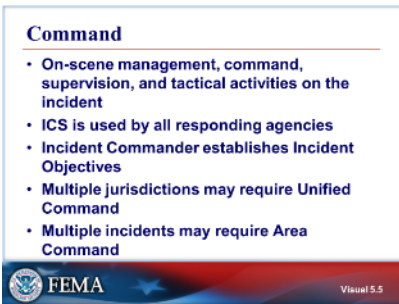 Command
• On-scene management, command,
supervision, and tactical activities on the
incident
• ICS is used by all responding agencies
• Incident Commander establishes Incident
Objectives
• Multiple jurisdictions may require Unified
Command
• Multiple incidents may require Area
Command
FEMA
Visual 5.5